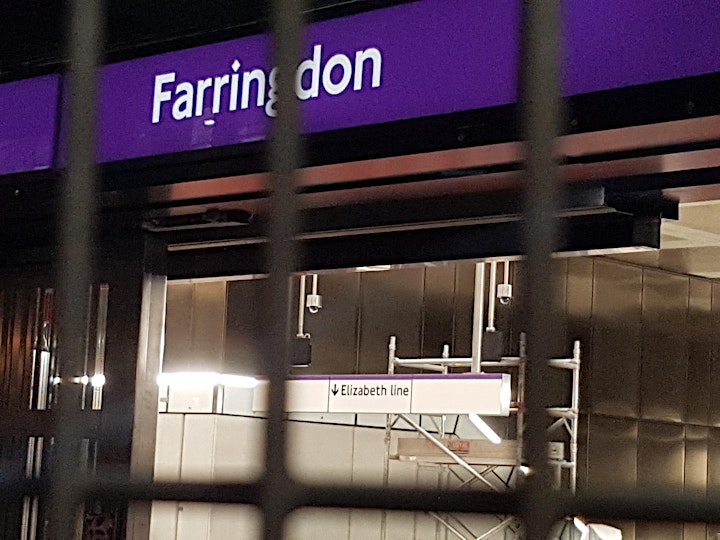 Farringdon
↓Elizabeth line